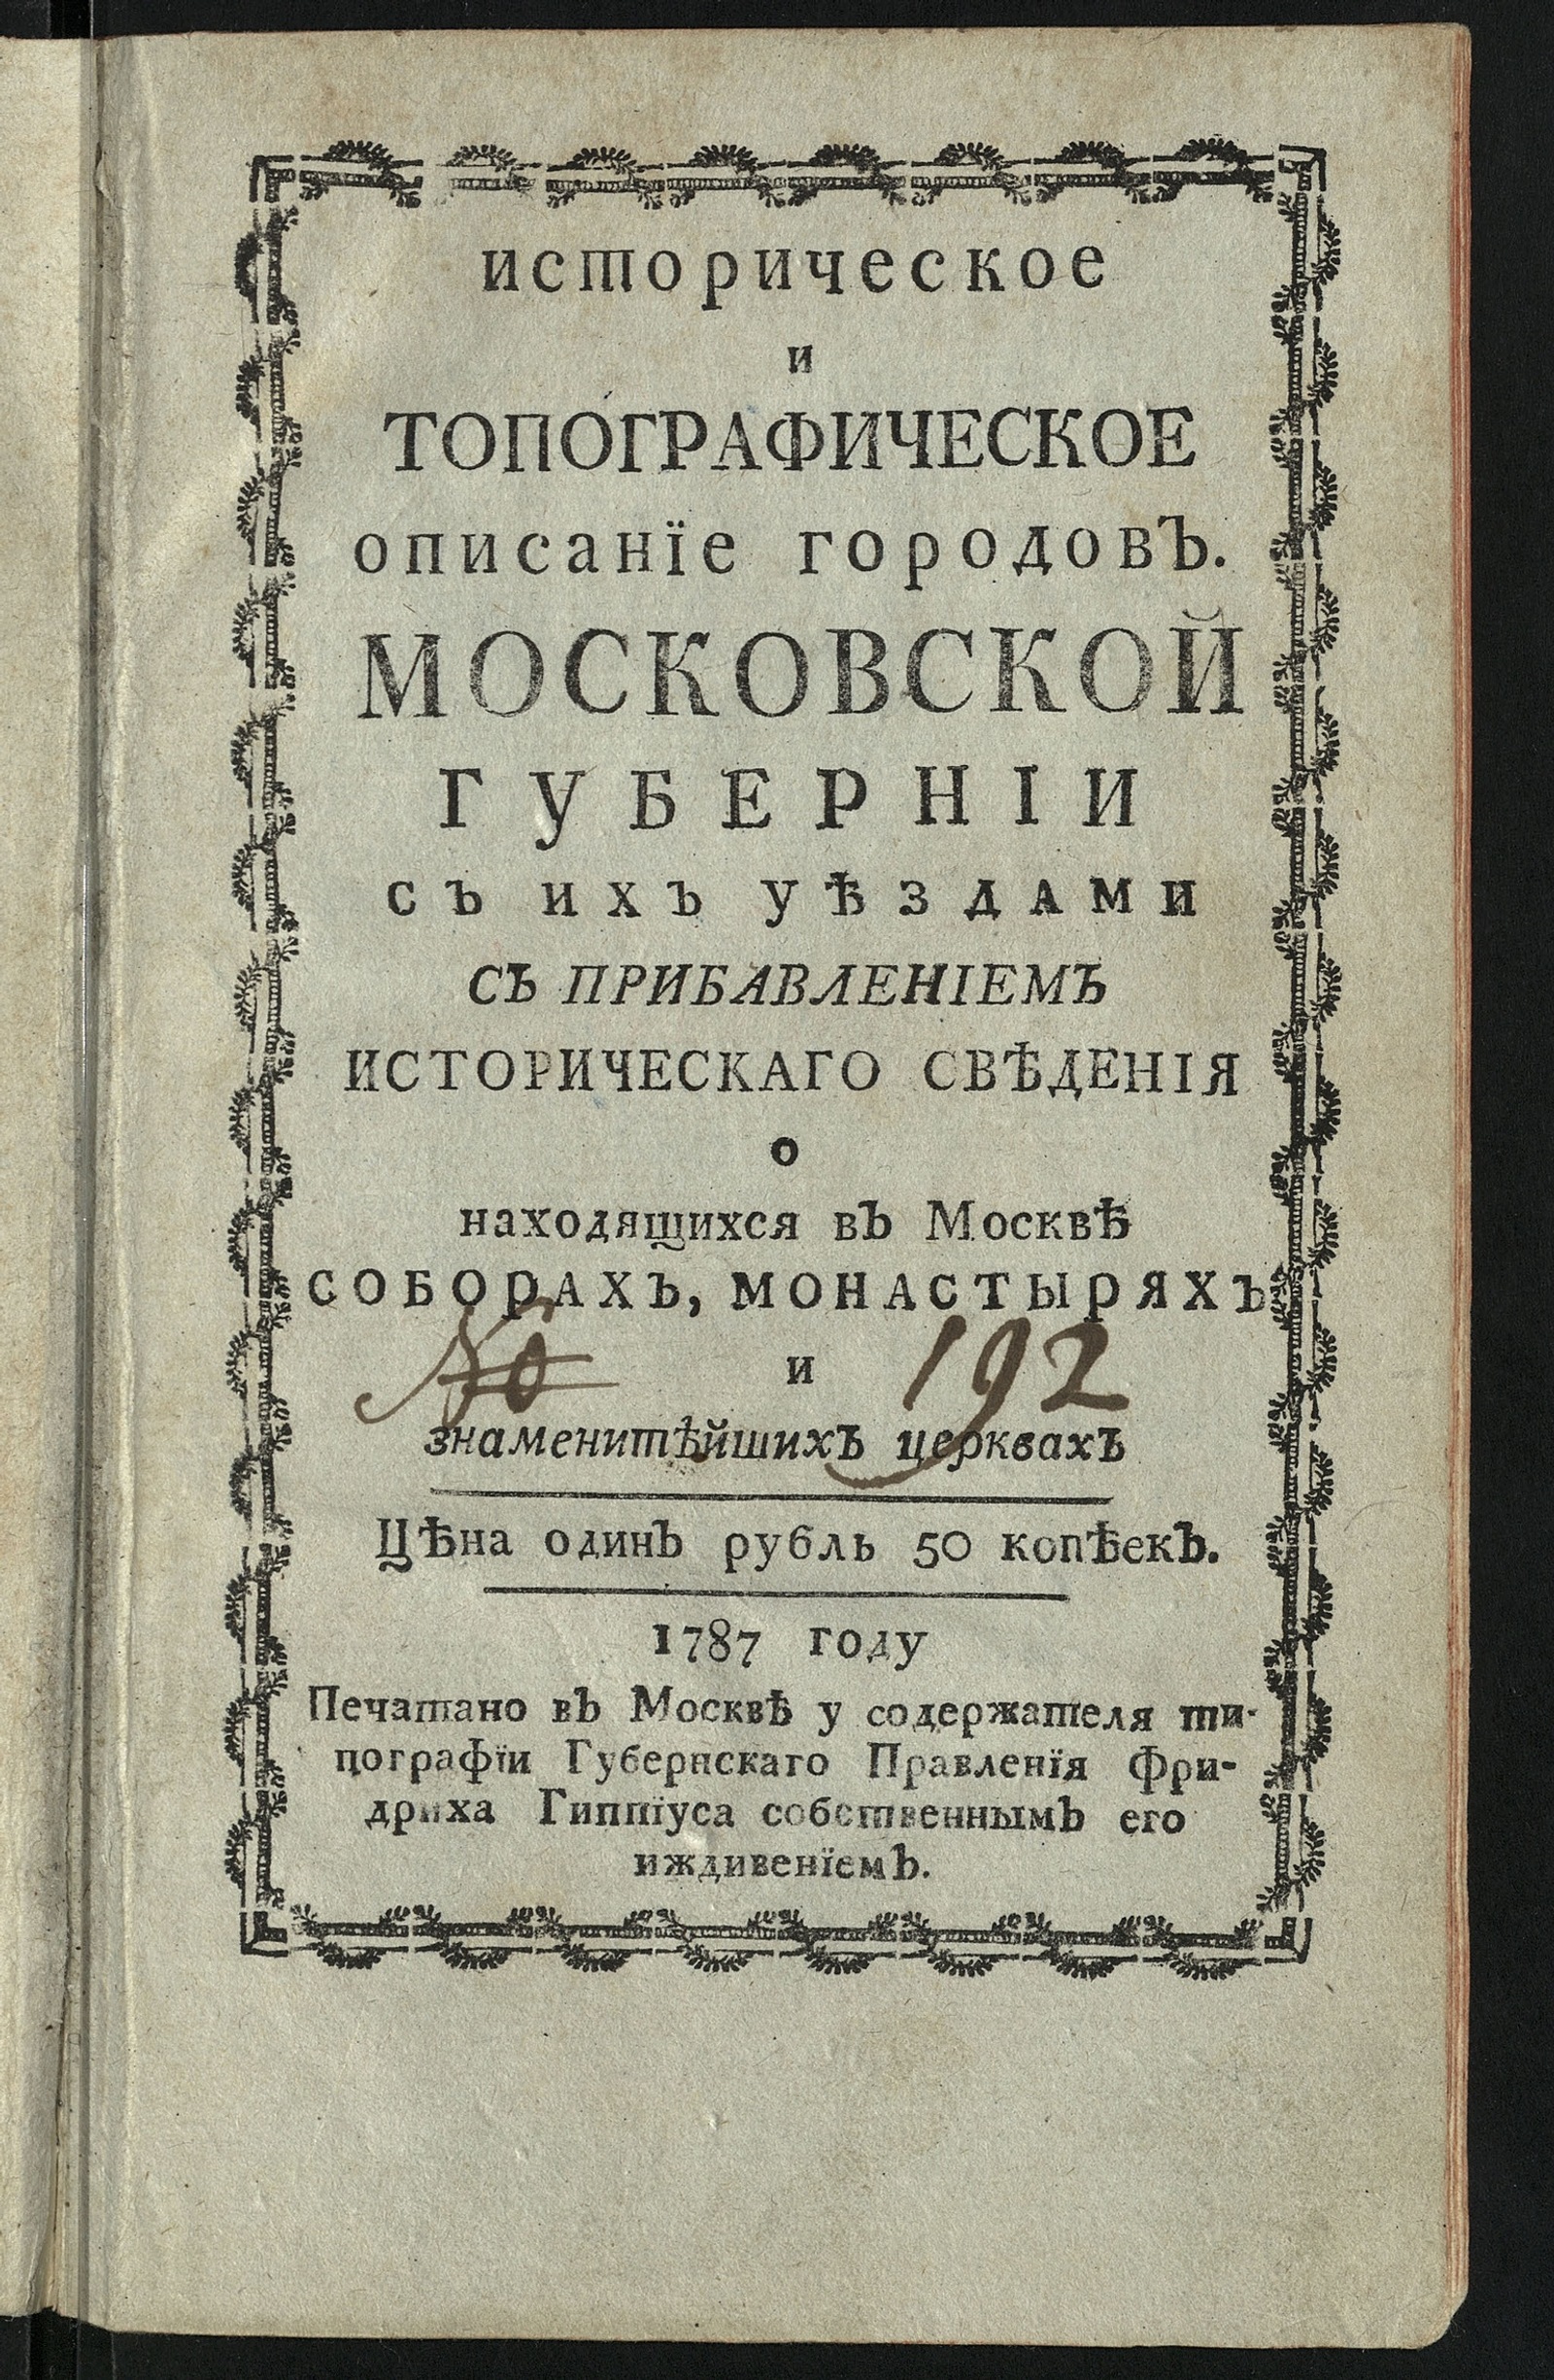 историческое
и
ТОПОГРАФИЧЕСКОЕ
описанїе городовъ.
МОСКОВСКОЙ
ГУБЕРНІИ
СЪ ИХЪ УѢЗДАМИ
СЪ ПРИБАВЛЕНІЕМЪ
ИСТОРИЧЕСКАГО СВѢДЕНІЯ
о
находящихся въ Москвѣ
СОБОРАХЪ, МОНАСТЫРЯХЪ
и
№ 192
знаменитѣйшихъ церквахъ
Цѣна одинъ рубль 50 копѣекъ.
1787 году
Печатано въ Москвѣ у содержателя ти-
пографїи Губернскаго Правленїя Фри-
дриха Гиппїуса собственнымъ его
иждивенїемъ.